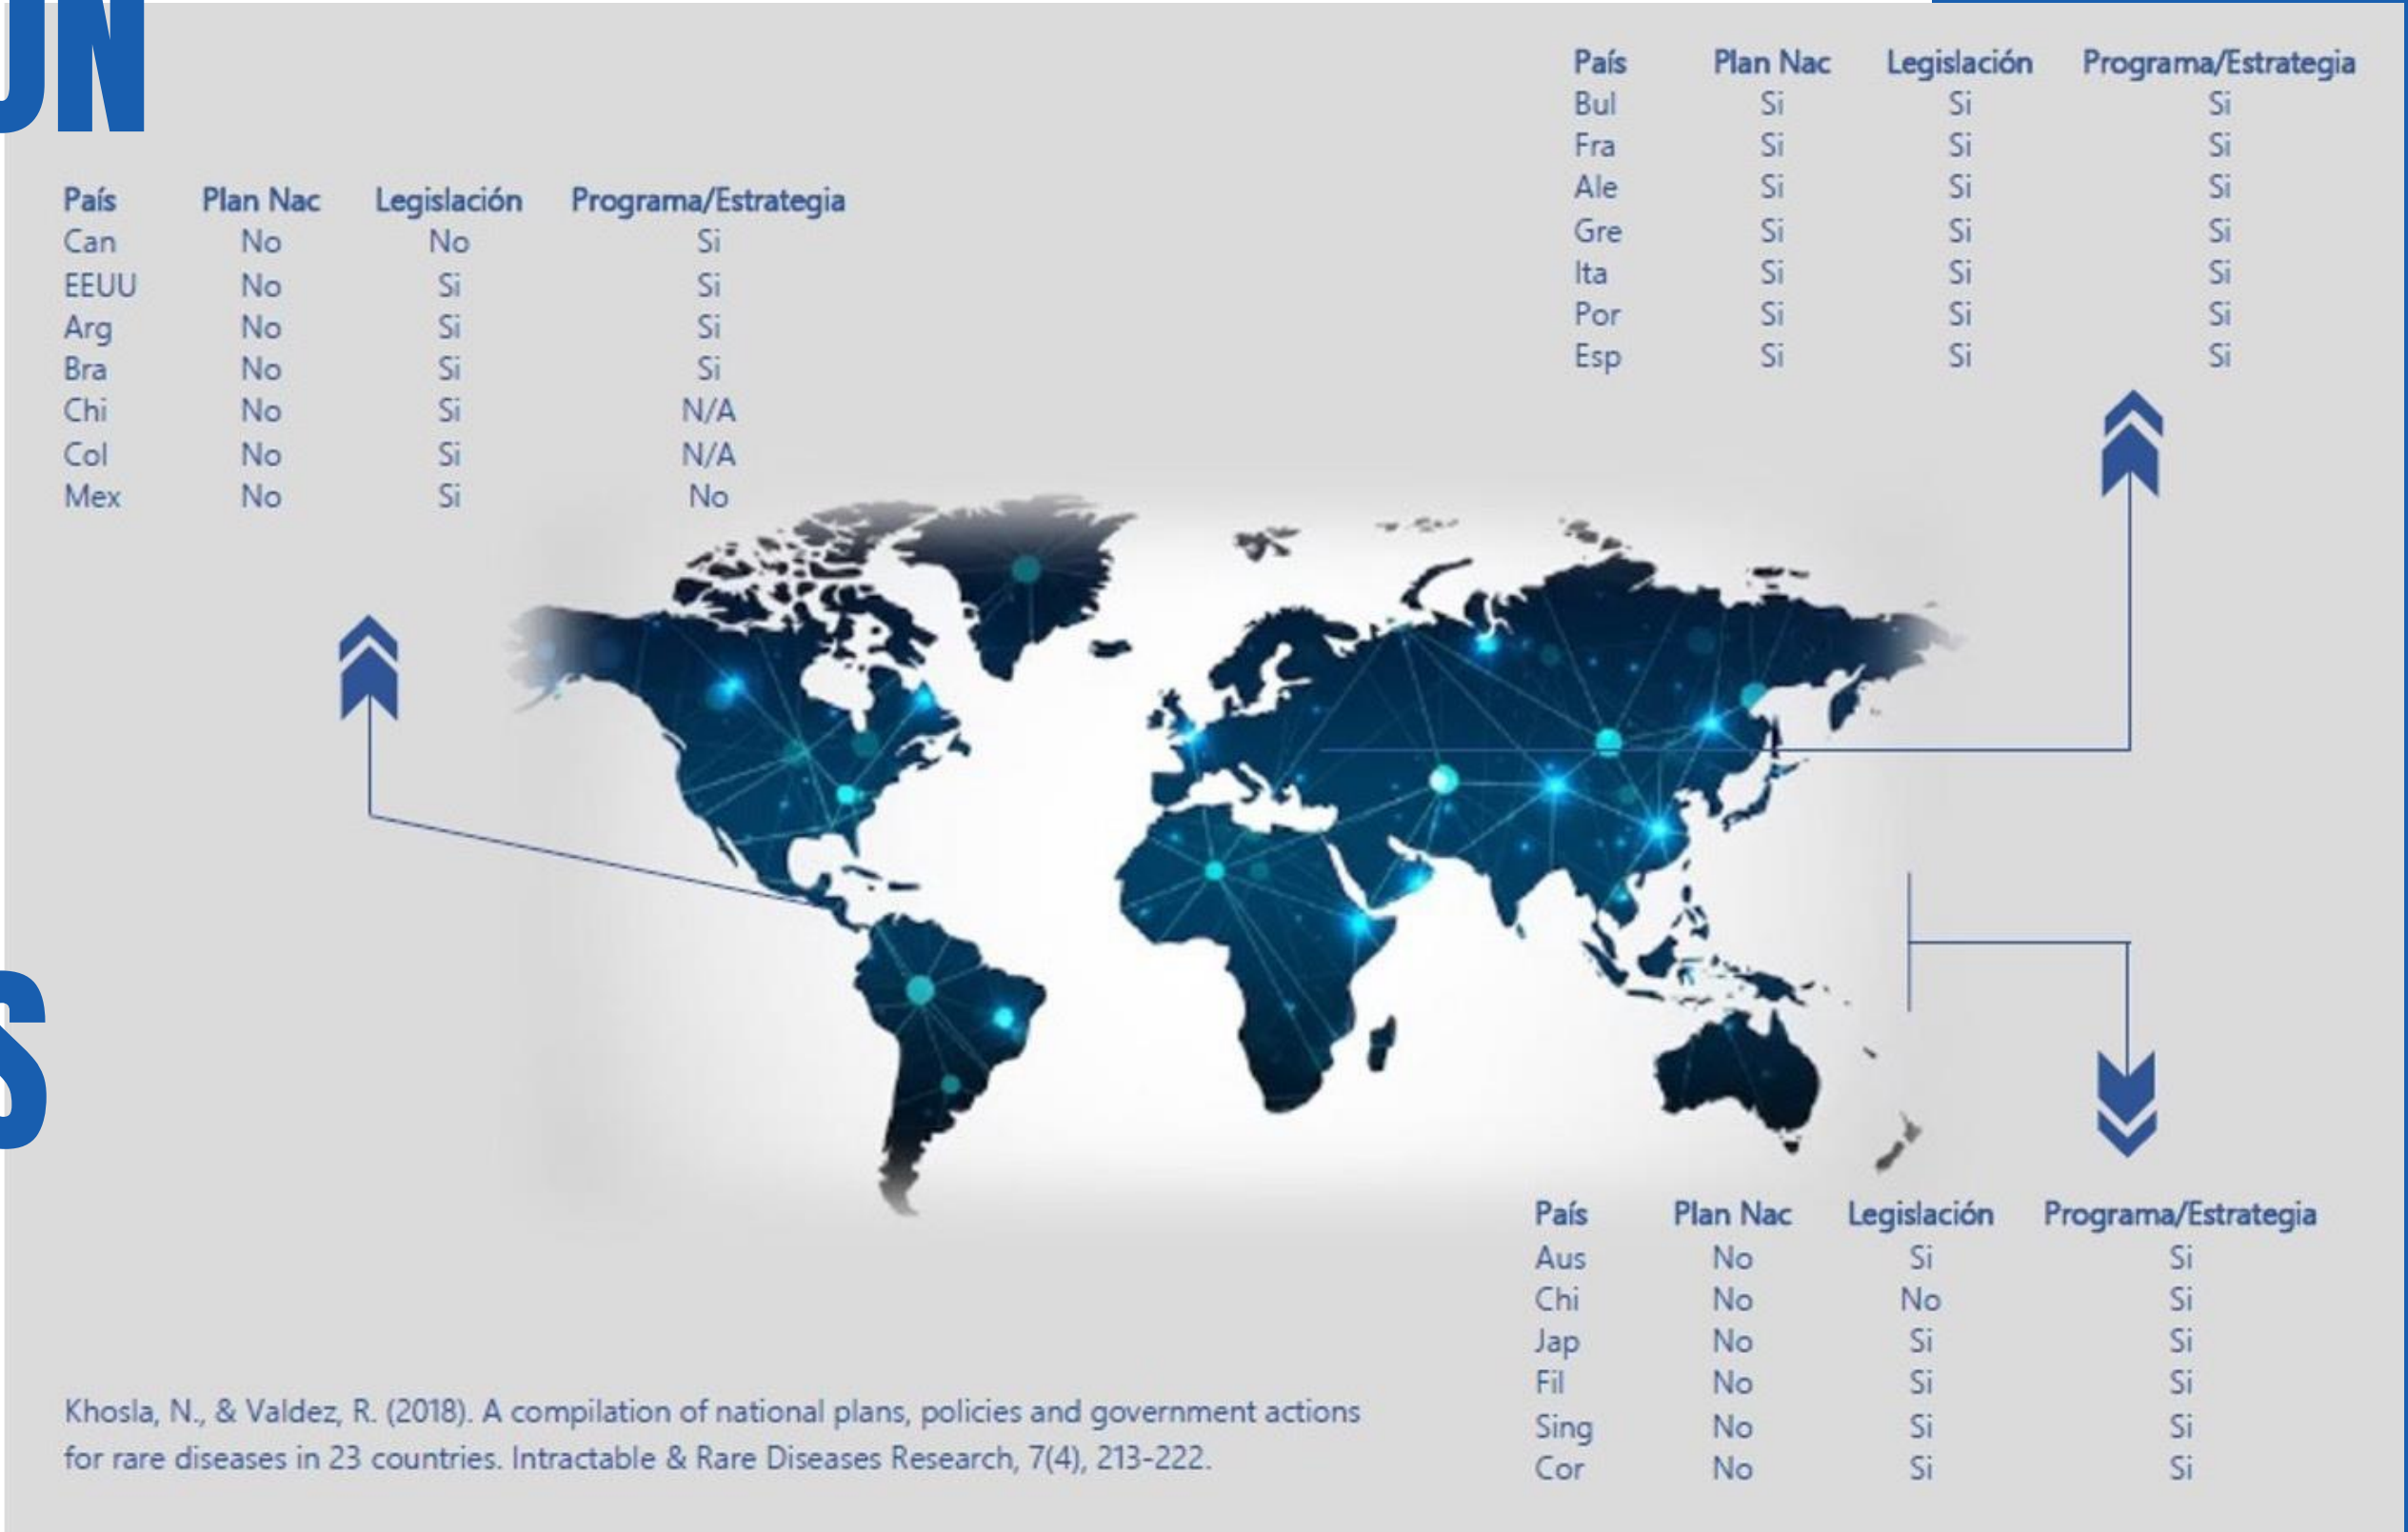 UN
País Plan Nac Legislación Programa/Estrategia
Can No No Si
EEUU No Si Si
Arg No Si Si
Bra No Si Si
Chi No Si N/A
Col No Si N/A
Mex No Si No
País Plan Nac Legislación Programa/Estrategia
Bul Si Si Si
Fra Si Si Si
Ale Si Si Si
Gre Si Si Si
Ita Si Si Si
Por Si Si Si
Esp Si Si Si
S
País Plan Nac Legislación Programa/Estrategia
Aus No Si Si
Chi No No Si
Jap No Si Si
Fil No Si Si
Sing No Si Si
Cor No Si Si
Khosla, N., & Valdez, R. (2018). A compilation of national plans, policies and government actions
for rare diseases in 23 countries. Intractable & Rare Diseases Research, 7(4), 213-222.